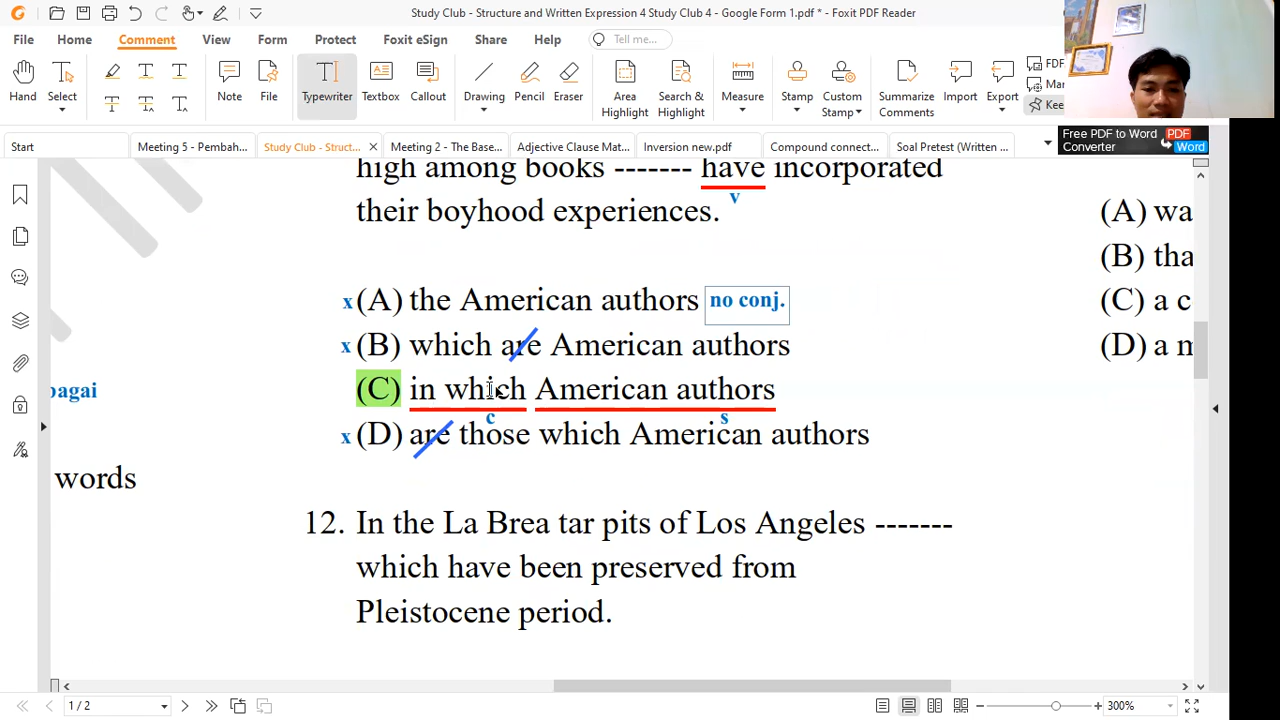 Study Club - Structure and Written Expression 4 Study Club 4 - Google Form 1.pdf * - Foxit PDF Reader
File Home Comment View Form Protect Foxit eSign Share Help Tell me...
Hand Select Note File Typewriter Textbox Callout Drawing Pencil Eraser Area Highlight Search & Highlight Measure Stamp Custom Stamp Summarize Comments Import Export
Start Meeting 5 - Pembah... Study Club - Struct... Meeting 2 - The Base... Adjective Clause Mat... Inversion new.pdf Compound connect... Soal Pretest (Written ...
Free PDF to Word Converter PDF Word
high among books ------- have incorporated
v
their boyhood experiences.
x (A) the American authors no conj.
x (B) which are American authors
(C) in which American authors
c s
x (D) are those which American authors
12. In the La Brea tar pits of Los Angeles -------
which have been preserved from
Pleistocene period.
bagai
words
(A) wa
(B) tha
(C) a c
(D) a m
1 / 2
300%